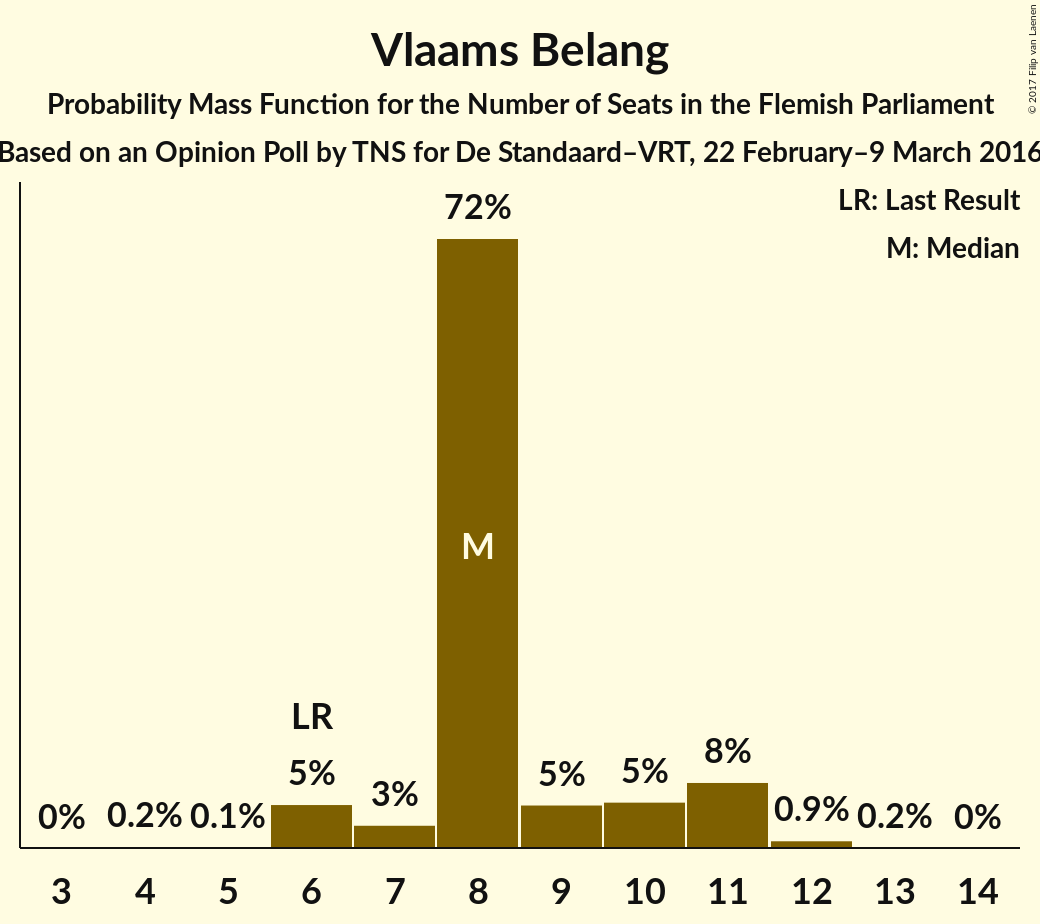 Vlaams Belang
Probability Mass Function for the Number of Seats in the Flemish Parliament
Based on an Opinion Poll by TNS for De Standaard–VRT, 22 February–9 March 2016
© 2017 Filip van Laenen
LR: Last Result
M: Median
72%
M
LR
5%
3%
5%
5%
8%
0%
0.2%
0.1%
0.9%
0.2%
0%
3 4 5 6 7 8 9 10 11 12 13 14